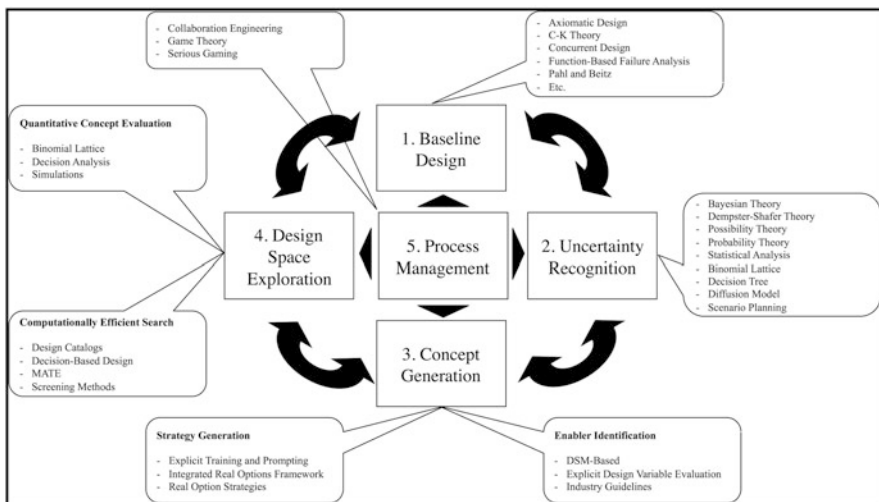 - Collaboration Engineering
- Game Theory
- Serious Gaming
- Axiomatic Design
- C-K Theory
- Concurrent Design
- Function-Based Failure Analysis
- Pahl and Beitz
- Etc.
Quantitative Concept Evaluation
- Binomial Lattice
- Decision Analysis
- Simulations
1. Baseline
Design
4. Design
Space
Exploration
5. Process
Management
2. Uncertainty
Recognition
- Bayesian Theory
- Dempster-Shafer Theory
- Possibility Theory
- Probability Theory
- Statistical Analysis
- Binomial Lattice
- Decision Tree
- Diffusion Model
- Scenario Planning
Computationally Efficient Search
- Design Catalogs
- Decision-Based Design
- MATE
- Screening Methods
3. Concept
Generation
Strategy Generation
- Explicit Training and Prompting
- Integrated Real Options Framework
- Real Option Strategies
Enabler Identification
- DSM-Based
- Explicit Design Variable Evaluation
- Industry Guidelines